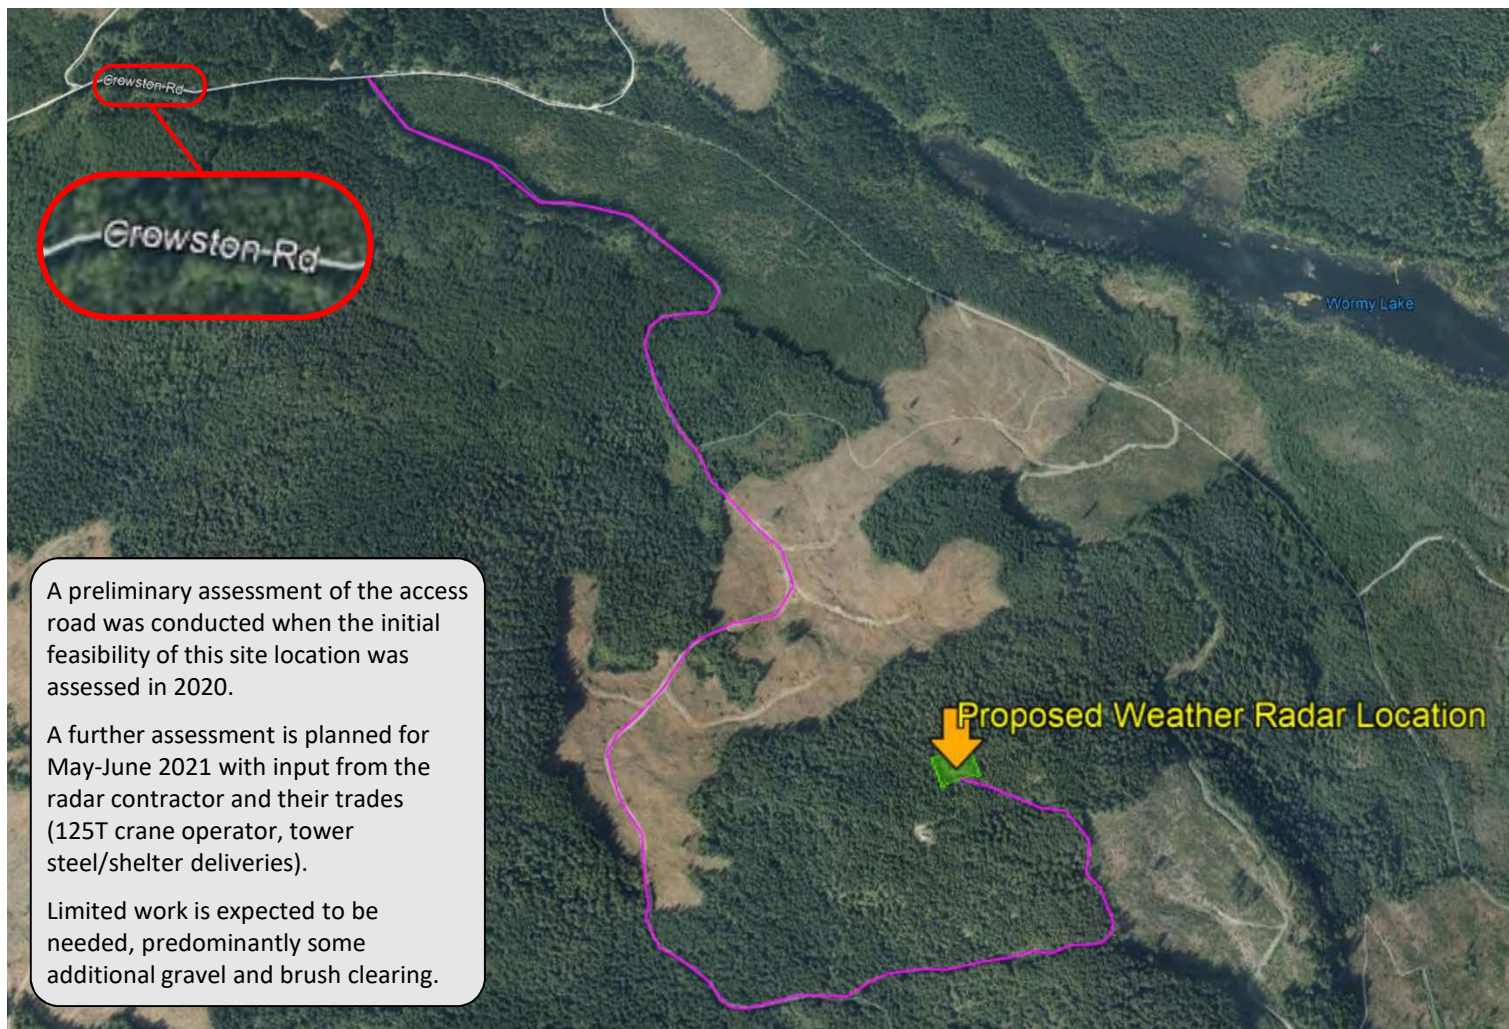 Growston Rd
Growston Rd
Wormy Lake
Proposed Weather Radar Location
A preliminary assessment of the access
road was conducted when the initial
feasibility of this site location was
assessed in 2020.
A further assessment is planned for
May-June 2021 with input from the
radar contractor and their trades
(125T crane operator, tower
steel/shelter deliveries).
Limited work is expected to be
needed, predominantly some
additional gravel and brush clearing.